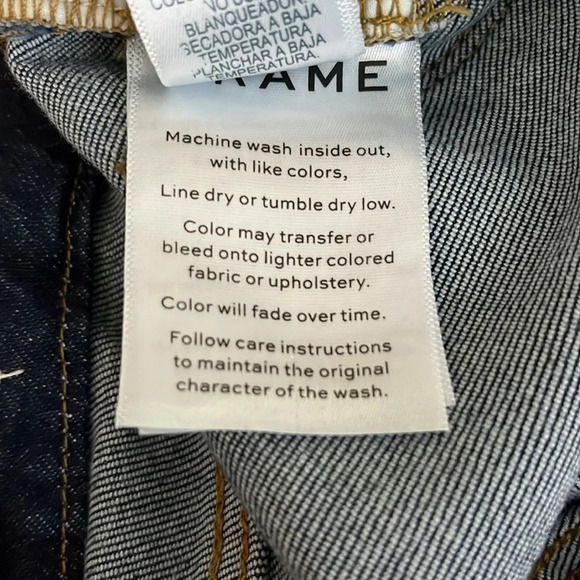 BLANQUEADOR,
SECADORA A BAJA
TEMPERATURA
PLANCHAR A BAJA
TEMPERATURA.
RAME
Machine wash inside out,
with like colors,
Line dry or tumble dry low.
Color may transfer or
bleed onto lighter colored
fabric or upholstery.
Color will fade over time.
Follow care instructions
to maintain the original
character of the wash.